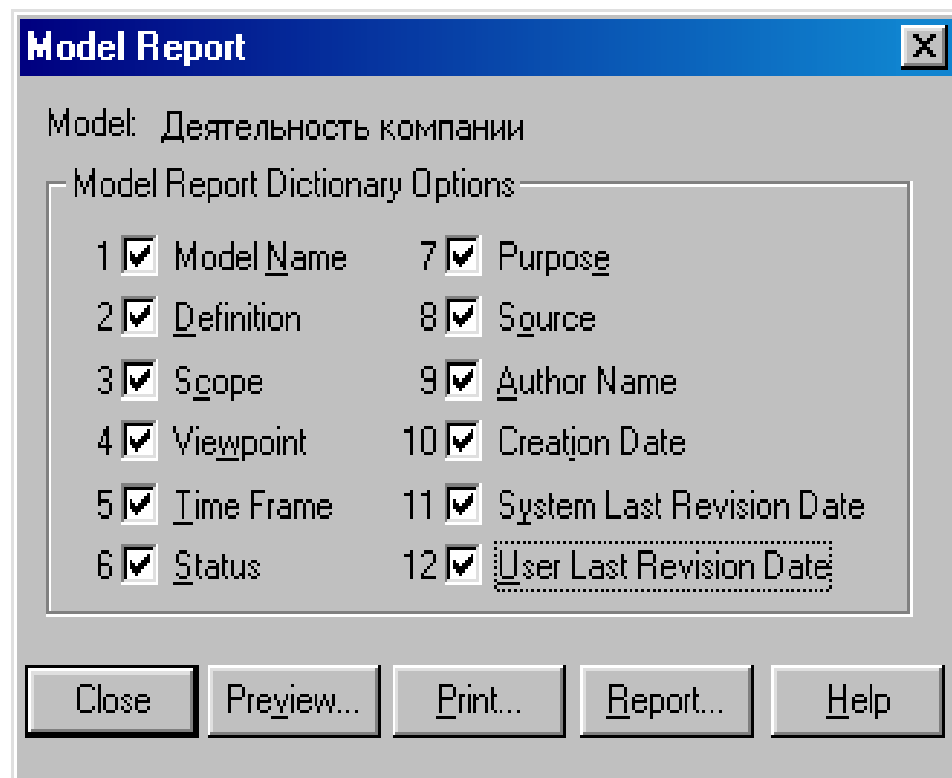 Model Report
Model: Деятельность компании
Model Report Dictionary Options
1 Model Name
2 Definition
3 Scope
4 Viewpoint
5 Time Frame
6 Status
7 Purpose
8 Source
9 Author Name
10 Creation Date
11 System Last Revision Date
12 User Last Revision Date
Close Preview... Print... Report... Help